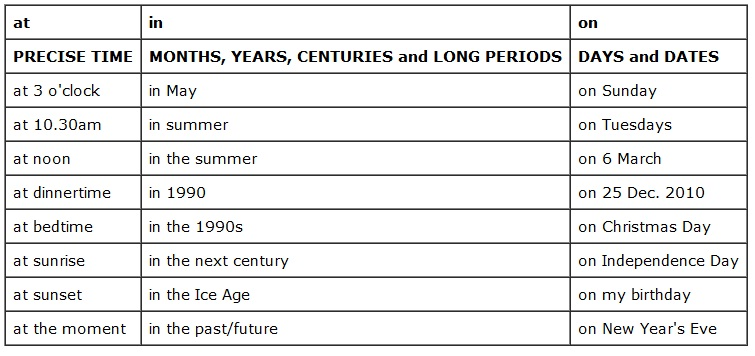 at in on
PRECISE TIME MONTHS, YEARS, CENTURIES and LONG PERIODS DAYS and DATES
at 3 o'clock in May on Sunday
at 10.30am in summer on Tuesdays
at noon in the summer on 6 March
at dinnertime in 1990 on 25 Dec. 2010
at bedtime in the 1990s on Christmas Day
at sunrise in the next century on Independence Day
at sunset in the Ice Age on my birthday
at the moment in the past/future on New Year's Eve